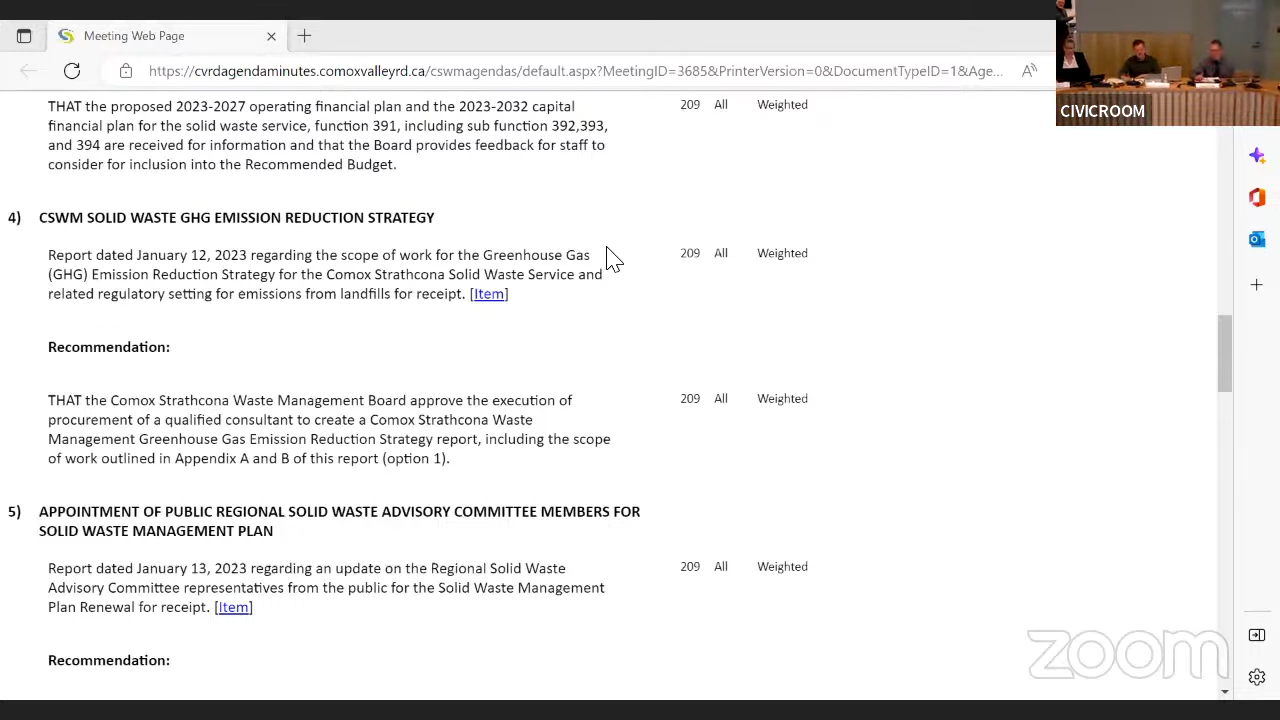 Meeting Web Page
https://cvrdagendaminutes.comoxvalleyrd.ca/cswmagendas/default.aspx?MeetingID=3685&PrinterVersion=0&DocumentTypeID=1&Age...
CIVICROOM
THAT the proposed 2023-2027 operating financial plan and the 2023-2032 capital 209 All Weighted
financial plan for the solid waste service, function 391, including sub function 392,393,
and 394 are received for information and that the Board provides feedback for staff to
consider for inclusion into the Recommended Budget.
4) CSWM SOLID WASTE GHG EMISSION REDUCTION STRATEGY
Report dated January 12, 2023 regarding the scope of work for the Greenhouse Gas 209 All Weighted
(GHG) Emission Reduction Strategy for the Comox Strathcona Solid Waste Service and
related regulatory setting for emissions from landfills for receipt. [Item]
Recommendation:
THAT the Comox Strathcona Waste Management Board approve the execution of 209 All Weighted
procurement of a qualified consultant to create a Comox Strathcona Waste
Management Greenhouse Gas Emission Reduction Strategy report, including the scope
of work outlined in Appendix A and B of this report (option 1).
5) APPOINTMENT OF PUBLIC REGIONAL SOLID WASTE ADVISORY COMMITTEE MEMBERS FOR
SOLID WASTE MANAGEMENT PLAN
Report dated January 13, 2023 regarding an update on the Regional Solid Waste 209 All Weighted
Advisory Committee representatives from the public for the Solid Waste Management
Plan Renewal for receipt. [Item]
Recommendation:
zoom